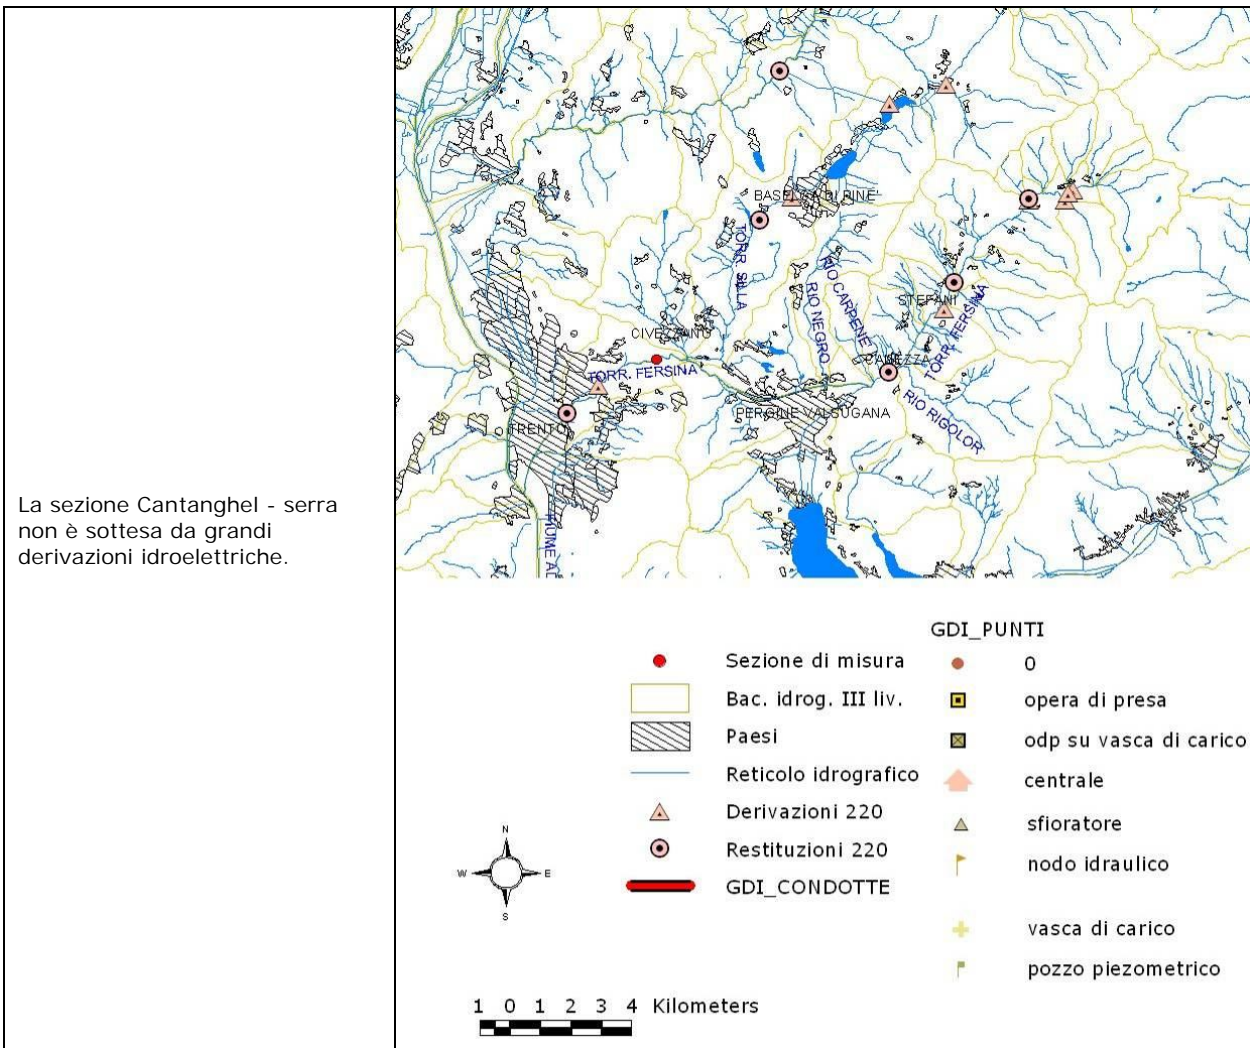 La sezione Cantanghel - serra
non è sottesa da grandi
derivazioni idroelettriche.
BASELGA DI PINE
TORR. SILLA
RIO CARPENE
RIO NEGRO
STEFANI
TORR. FERSINA
CIVEZZANO
CANEZZA
TORR. FERSINA
RIO RIGOLOR
PERGINE VALSUGANA
TRENTO
FIUME AD
GDI_PUNTI
Sezione di misura
0
Bac. idrog. III liv.
opera di presa
Paesi
odp su vasca di carico
Reticolo idrografico
centrale
Derivazioni 220
sfioratore
Restituzioni 220
nodo idraulico
GDI_CONDOTTE
vasca di carico
pozzo piezometrico
N
W E
S
1 0 1 2 3 4 Kilometers